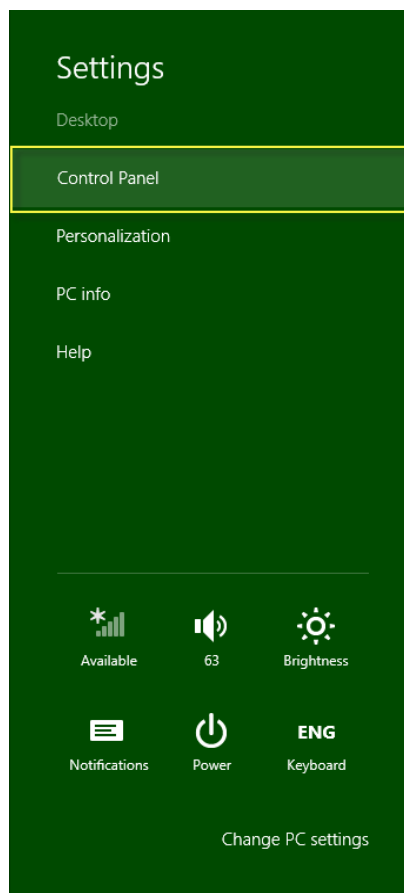 Settings
Desktop
Control Panel
Personalization
PC info
Help
Available 63 Brightness
ENG
Notifications Power Keyboard
Change PC settings